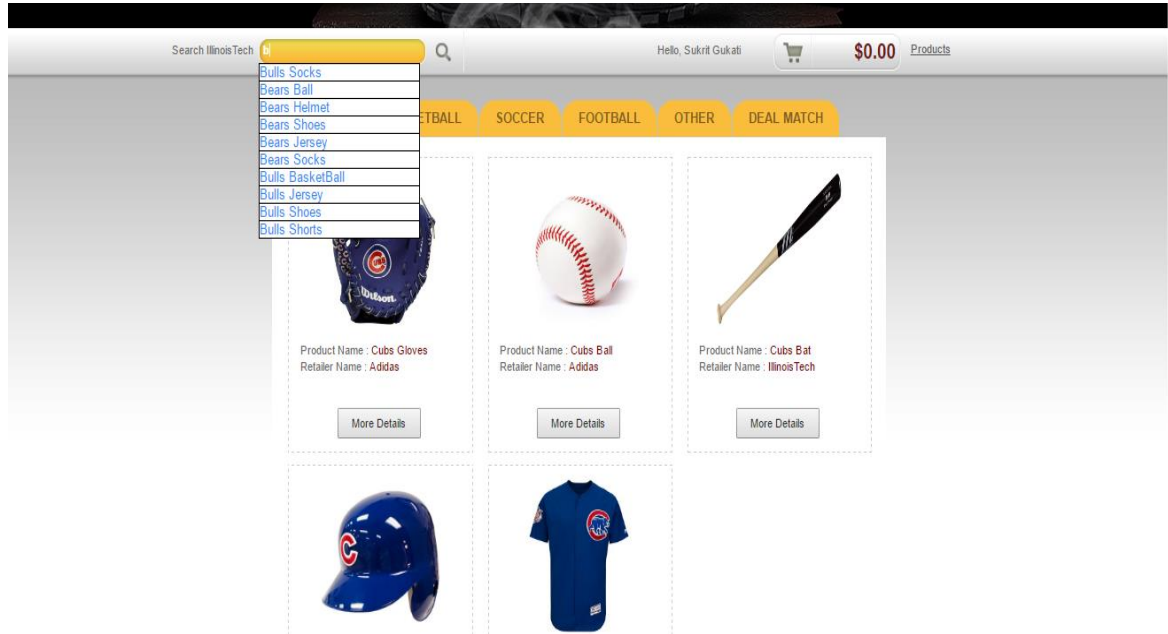 Search IllinoisTech b Hello, Sukrit Gukati $0.00 Products
Bulls Socks
Bears Ball
Bears Helmet
Bears Shoes
Bears Jersey
Bears Socks
Bulls BasketBall
Bulls Jersey
Bulls Shoes
Bulls Shorts
ETBALL SOCCER FOOTBALL OTHER DEAL MATCH
C
Wilson
Product Name : Cubs Gloves
Retailer Name : Adidas
More Details
Product Name : Cubs Ball
Retailer Name : Adidas
More Details
Product Name : Cubs Bat
Retailer Name : IllinoisTech
More Details
C